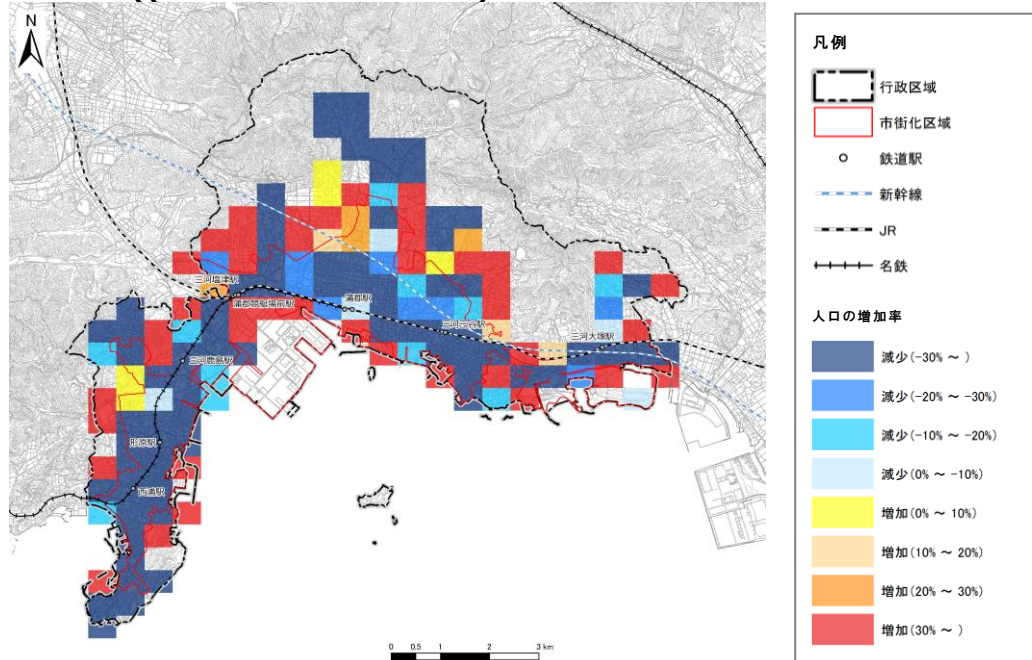 N
三河塩津駅
蒲郡競艇場前駅
蒲郡駅
三河三谷駅
三河大塚駅
三河鹿島駅
形原駅
西浦駅
0 0.5 1 2 3 km
凡例
行政区域
市街化区域
鉄道駅
新幹線
JR
名鉄
人口の増加率
減少(-30% ~ )
減少(-20% ~ -30%)
減少(-10% ~ -20%)
減少(0% ~ -10%)
増加(0% ~ 10%)
増加(10% ~ 20%)
増加(20% ~ 30%)
増加(30% ~ )